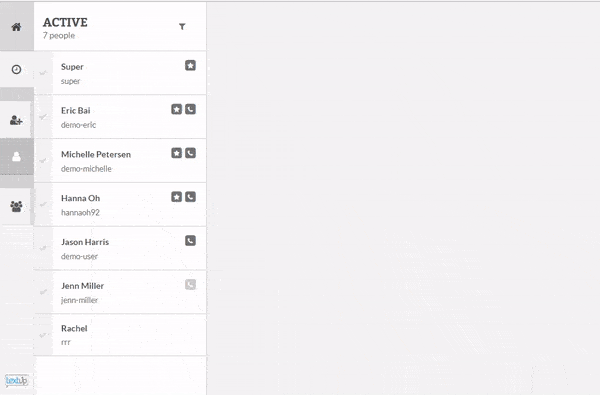 ACTIVE
7 people
Super
super
Eric Bai
demo-eric
Michelle Petersen
demo-michelle
Hanna Oh
hannaoh92
Jason Harris
demo-user
Jenn Miller
jenn-miller
Rachel
rrr
textUp